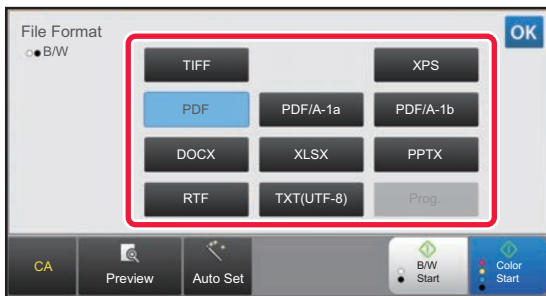 File Format
B/W
OK
TIFF
XPS
PDF
PDF/A-1a
PDF/A-1b
DOCX
XLSX
PPTX
RTF
TXT(UTF-8)
Prog.
CA
Preview
Auto Set
B/W
Start
Color
Start